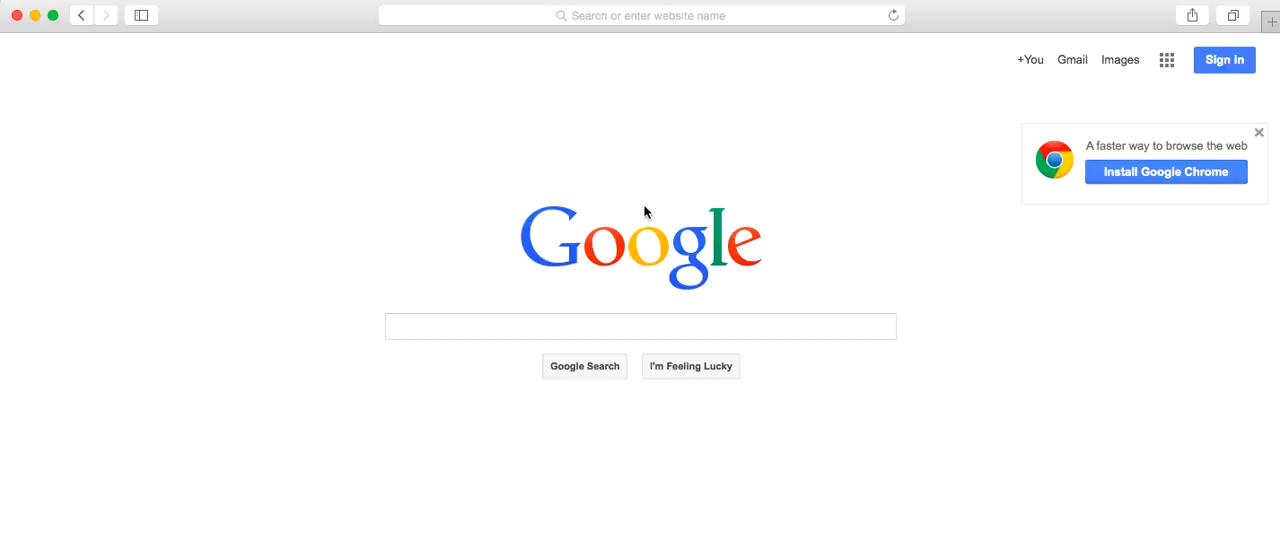 Search or enter website name
+You Gmail Images Sign in
A faster way to browse the web
Install Google Chrome
Google
Google Search I'm Feeling Lucky